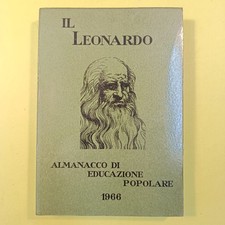 IL
LEONARDO
ALMANACCO DI
EDUCAZIONE
POPOLARE
1966